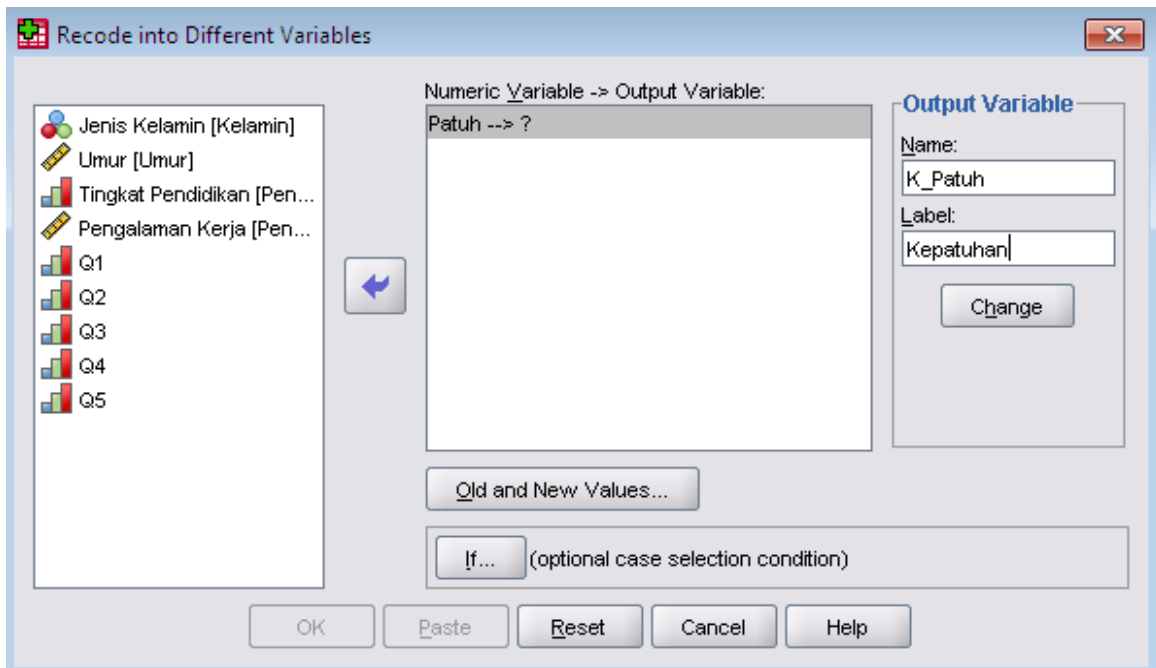 Recode into Different Variables
Jenis Kelamin [Kelamin]
Umur [Umur]
Tingkat Pendidikan [Pen...
Pengalaman Kerja [Pen...
Q1
Q2
Q3
Q4
Q5
Numeric Variable -> Output Variable:
Patuh --> ?
Output Variable
Name:
K_Patuh
Label:
Kepatuhan
Change
Old and New Values...
If... (optional case selection condition)
OK Paste Reset Cancel Help